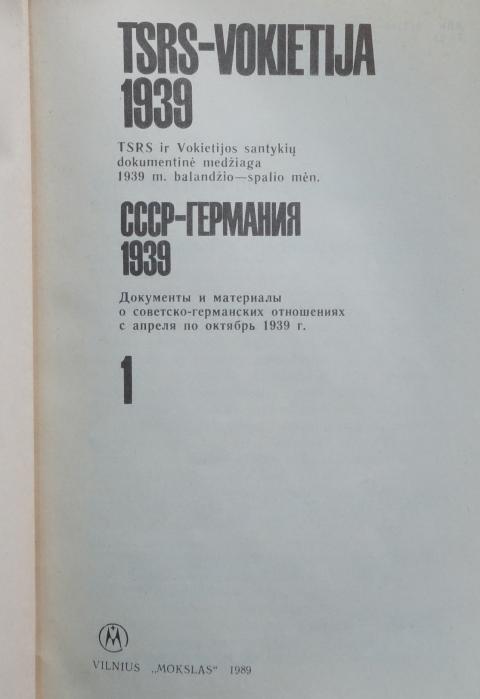 TSRS-VOKIETIJA
1939
TSRS ir Vokietijos santykių
dokumentinė medžiaga
1939 m. balandžio—spalio mėn.
СССР-ГЕРМАНИЯ
1939
Документы и материалы
о советско-германских отношениях
с апреля по октябрь 1939 г.
1
VILNIUS „MOKSLAS“ 1989